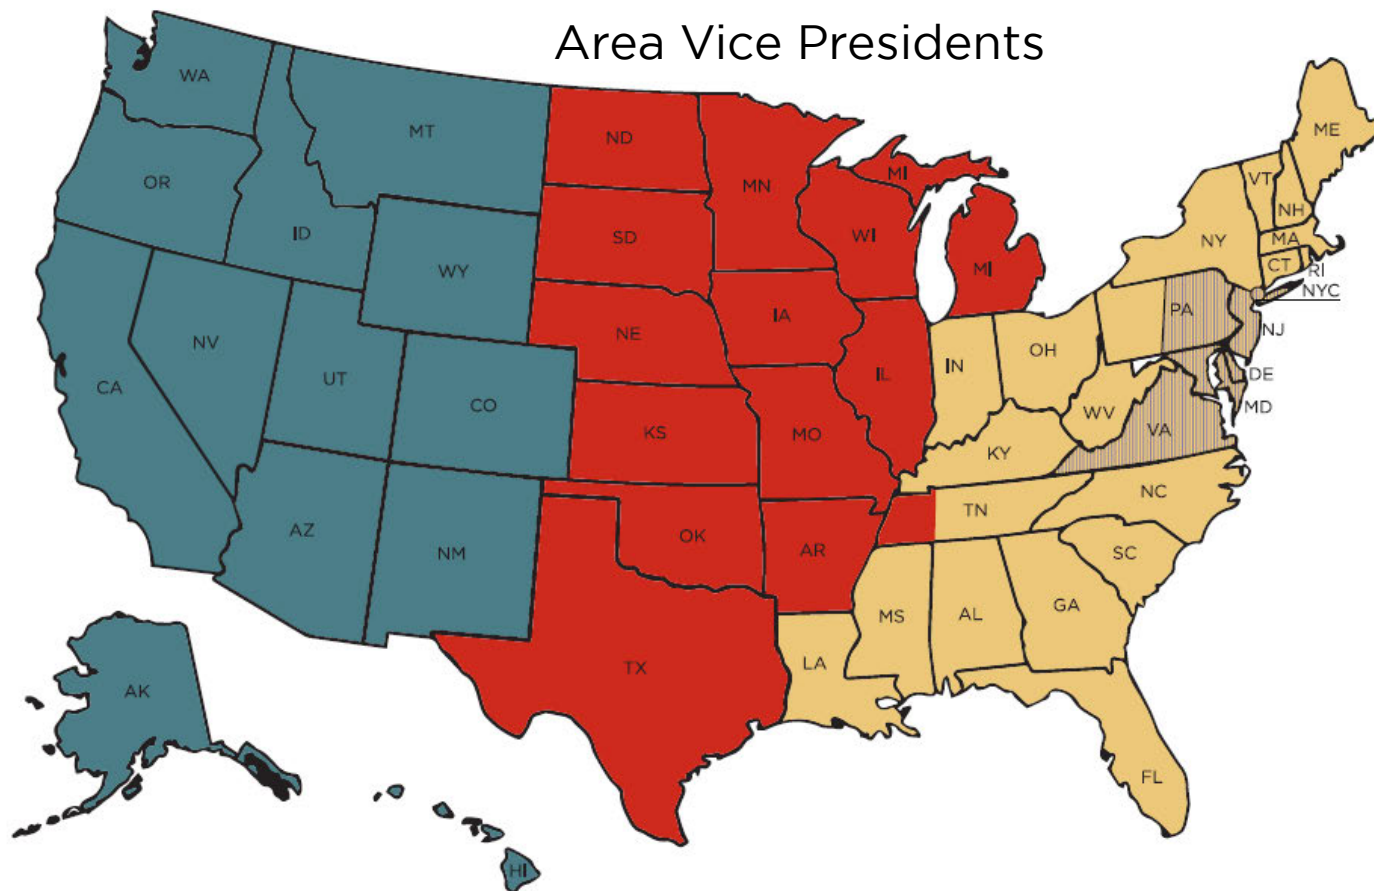 Area Vice Presidents
WA
MT
ND
MN
MI
ME
OR
ID
SD
WI
VT
NH
NY
MA
WY
MI
CT
RI
NYC
NV
NE
IA
PA
NJ
CA
UT
CO
IL
IN
OH
DE
MD
KS
MO
WV
VA
KY
AZ
NM
OK
AR
TN
NC
SC
MS
AL
GA
TX
LA
AK
FL
HI